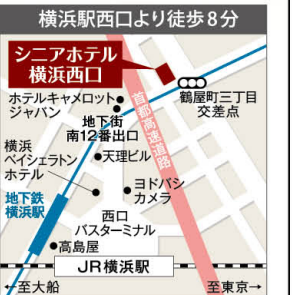 横浜駅西口より徒歩8分
シニアホテル
横浜西口
ホテルキャメロット
ジャパン
鶴屋町三丁目
交差点
地下街
南12番出口
首都高速道路
天理ビル
横浜
ベイシェラトン
ホテル
ヨドバシ
カメラ
地下鉄
横浜駅
西口
バスターミナル
高島屋
JR横浜駅
←至大船
至東京→